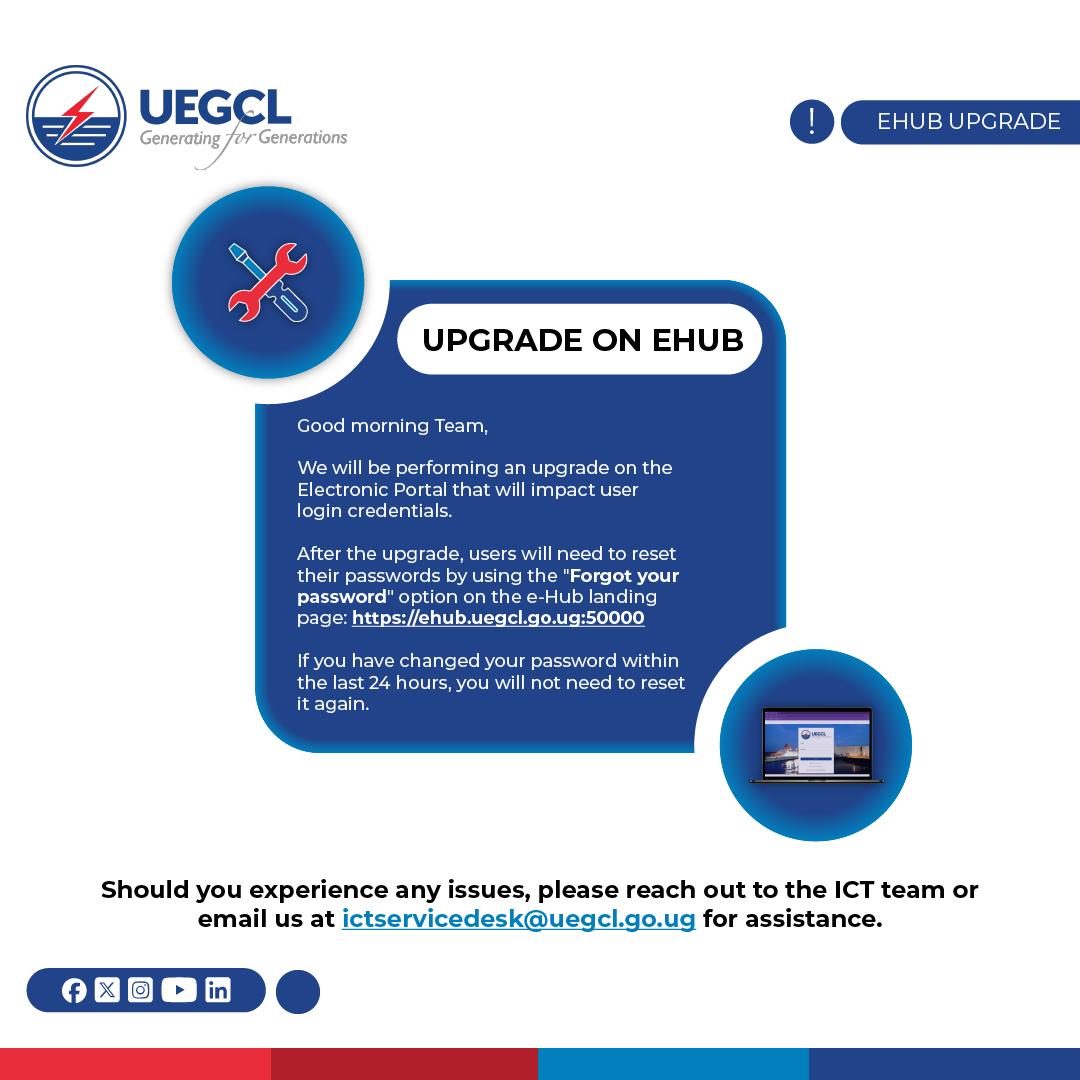 UEGCL
Generating for Generations
!
EHUB UPGRADE
UPGRADE ON EHUB
Good morning Team,
We will be performing an upgrade on the
Electronic Portal that will impact user
login credentials.
After the upgrade, users will need to reset
their passwords by using the "Forgot your
password" option on the e-Hub landing
page: https://ehub.uegcl.go.ug:50000
If you have changed your password within
the last 24 hours, you will not need to reset
it again.
UEGCL
Should you experience any issues, please reach out to the ICT team or
email us at ictservicedesk@uegcl.go.ug for assistance.